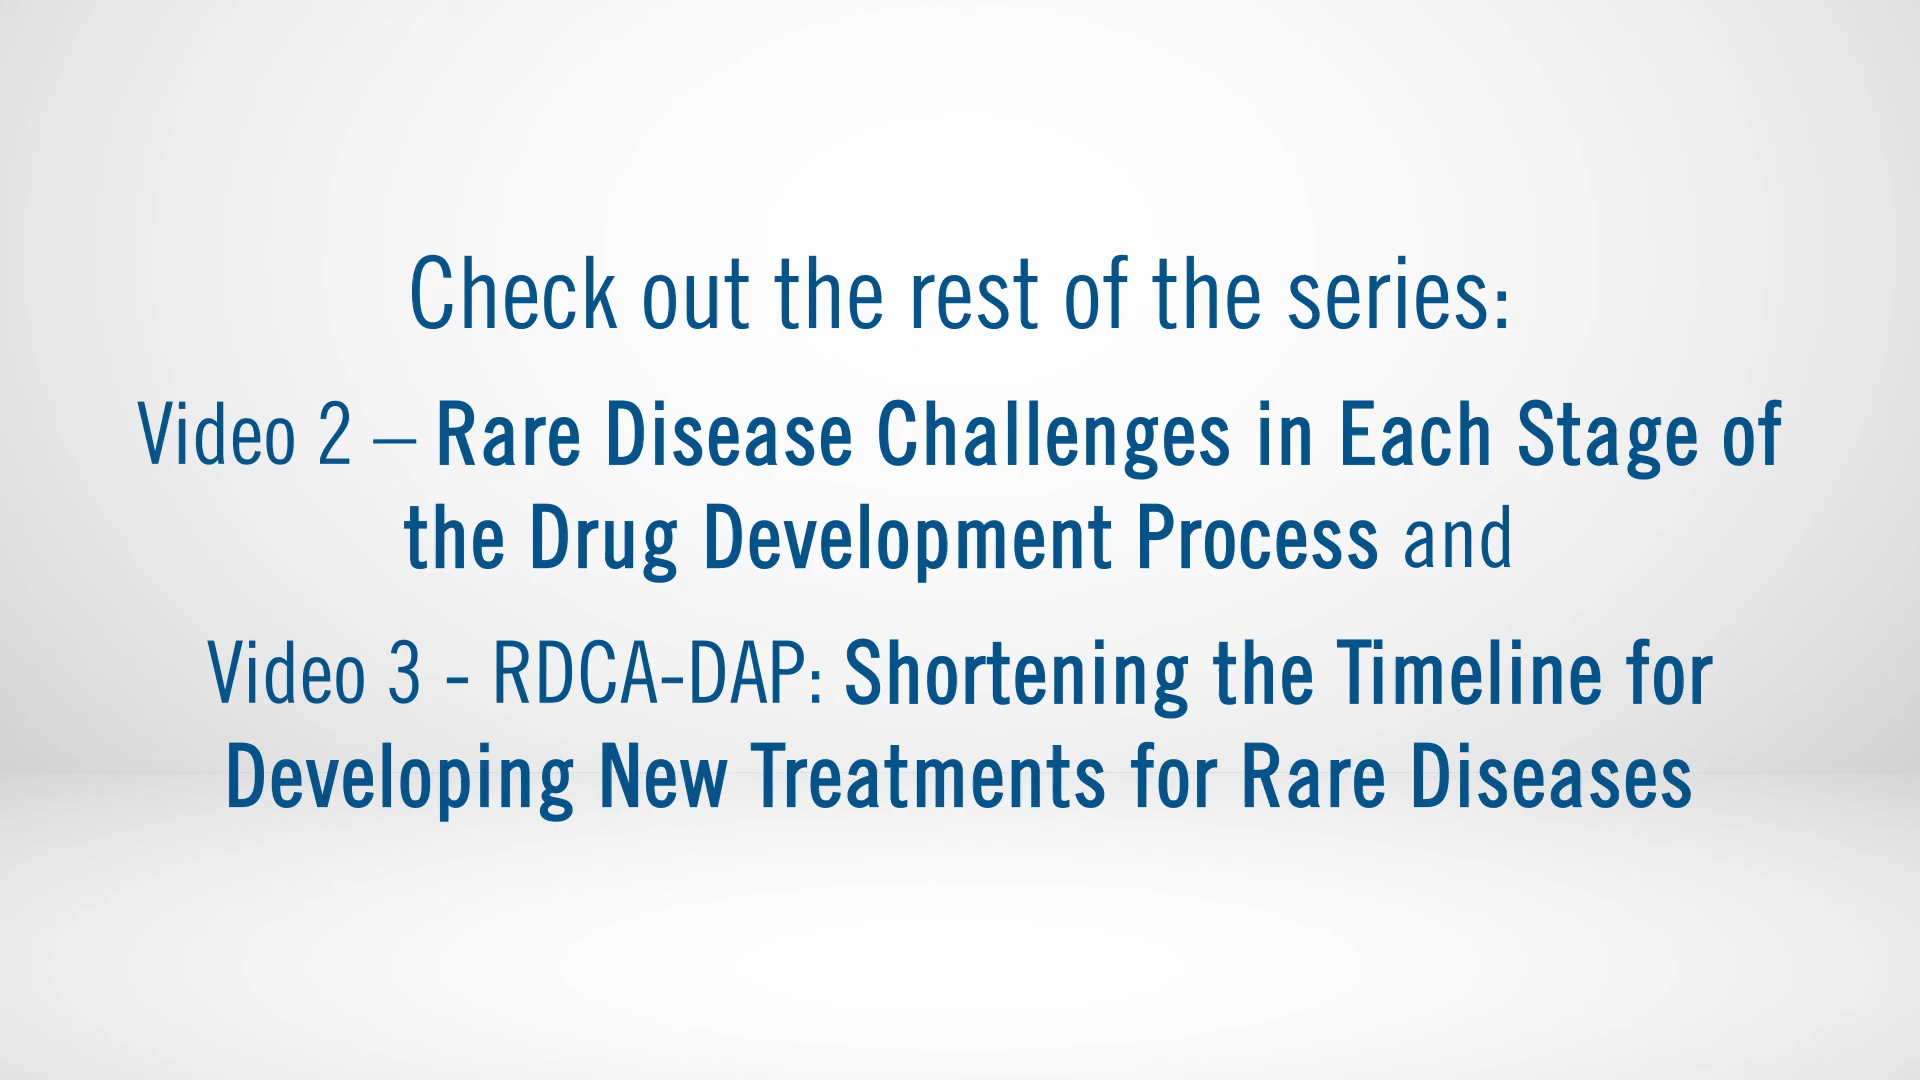 Check out the rest of the series:
Video 2 – Rare Disease Challenges in Each Stage of
the Drug Development Process and
Video 3 - RDCA-DAP: Shortening the Timeline for
Developing New Treatments for Rare Diseases